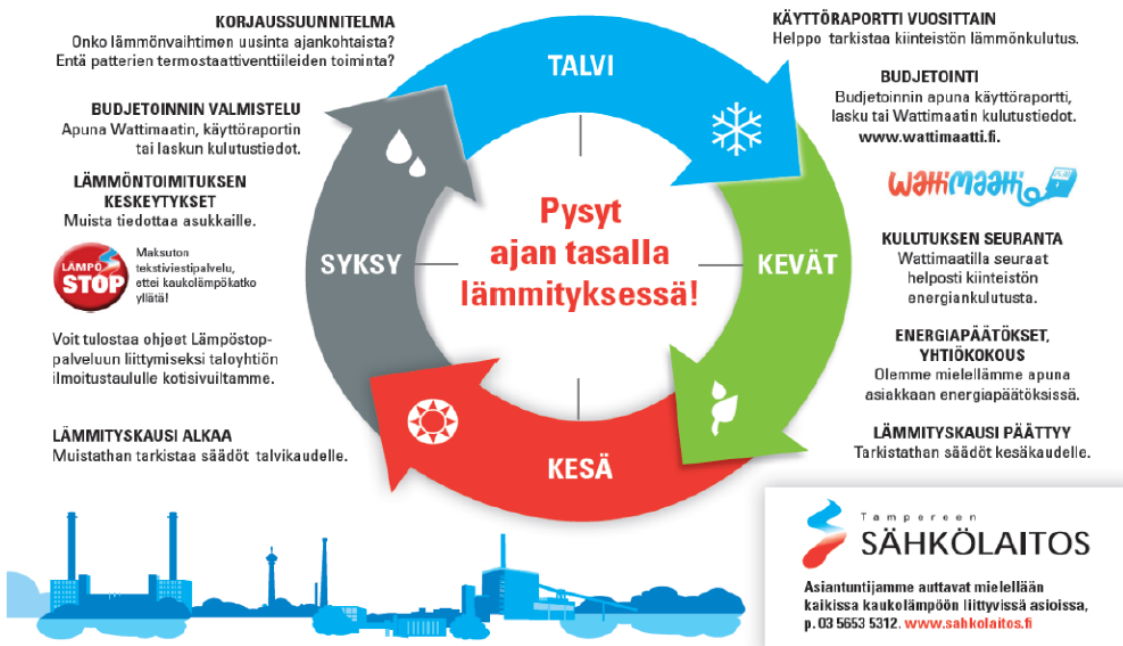 KORJAUSSUUNNITELMA
Onko lämmönvaihtimen uusinta ajankohtaista?
Entä patterien termostaattiventtiileiden toiminta?
BUDJETOINNIN VALMISTELU
Apuna Wattimaatin, käyttöraportin
tai laskun kulutustiedot.
LÄMMÖNTOIMITUKSEN
KESKEYTYKSET
Muista tiedottaa asukkaille.
LÄMPÖ
STOP
Maksuton
tekstiviestipalvelu,
ettei kaukolämpökatko
yllätä!
Voit tulostaa ohjeet Lämpöstop-
palveluun liittymiseksi taloyhtiön
ilmoitustaululle kotisivuiltamme.
LÄMMITYSKAUSI ALKAA
Muistathan tarkistaa säädöt talvikaudelle.
TALVI
SYKSY
Pysyt
ajan tasalla
lämmityksessä!
KEVÄT
KESÄ
KÄYTTÖRAPORTTI VUOSITTAIN
Helppo tarkistaa kiinteistön lämmönkulutus.
BUDJETOINTI
Budjetoinnin apuna käyttöraportti,
lasku tai Wattimaatin kulutustiedot.
www.wattimaatti.fi.
wattimaatti
KULUTUKSEN SEURANTA
Wattimaatilla seuraat
helposti kiinteistön
energiankulutusta.
ENERGIAPÄÄTÖKSET,
YHTIÖKOKOUS
Olemme mielellämme apuna
asiakkaan energiapäätöksissä.
LÄMMITYSKAUSI PÄÄTTYY
Tarkistathan säädöt kesäkaudelle.
Tampereen
SÄHKÖLAITOS
Asiantuntijamme auttavat mielellään
kaikissa kaukolämpöön liittyvissä asioissa,
p. 03 5653 5312. www.sahkolaitos.fi